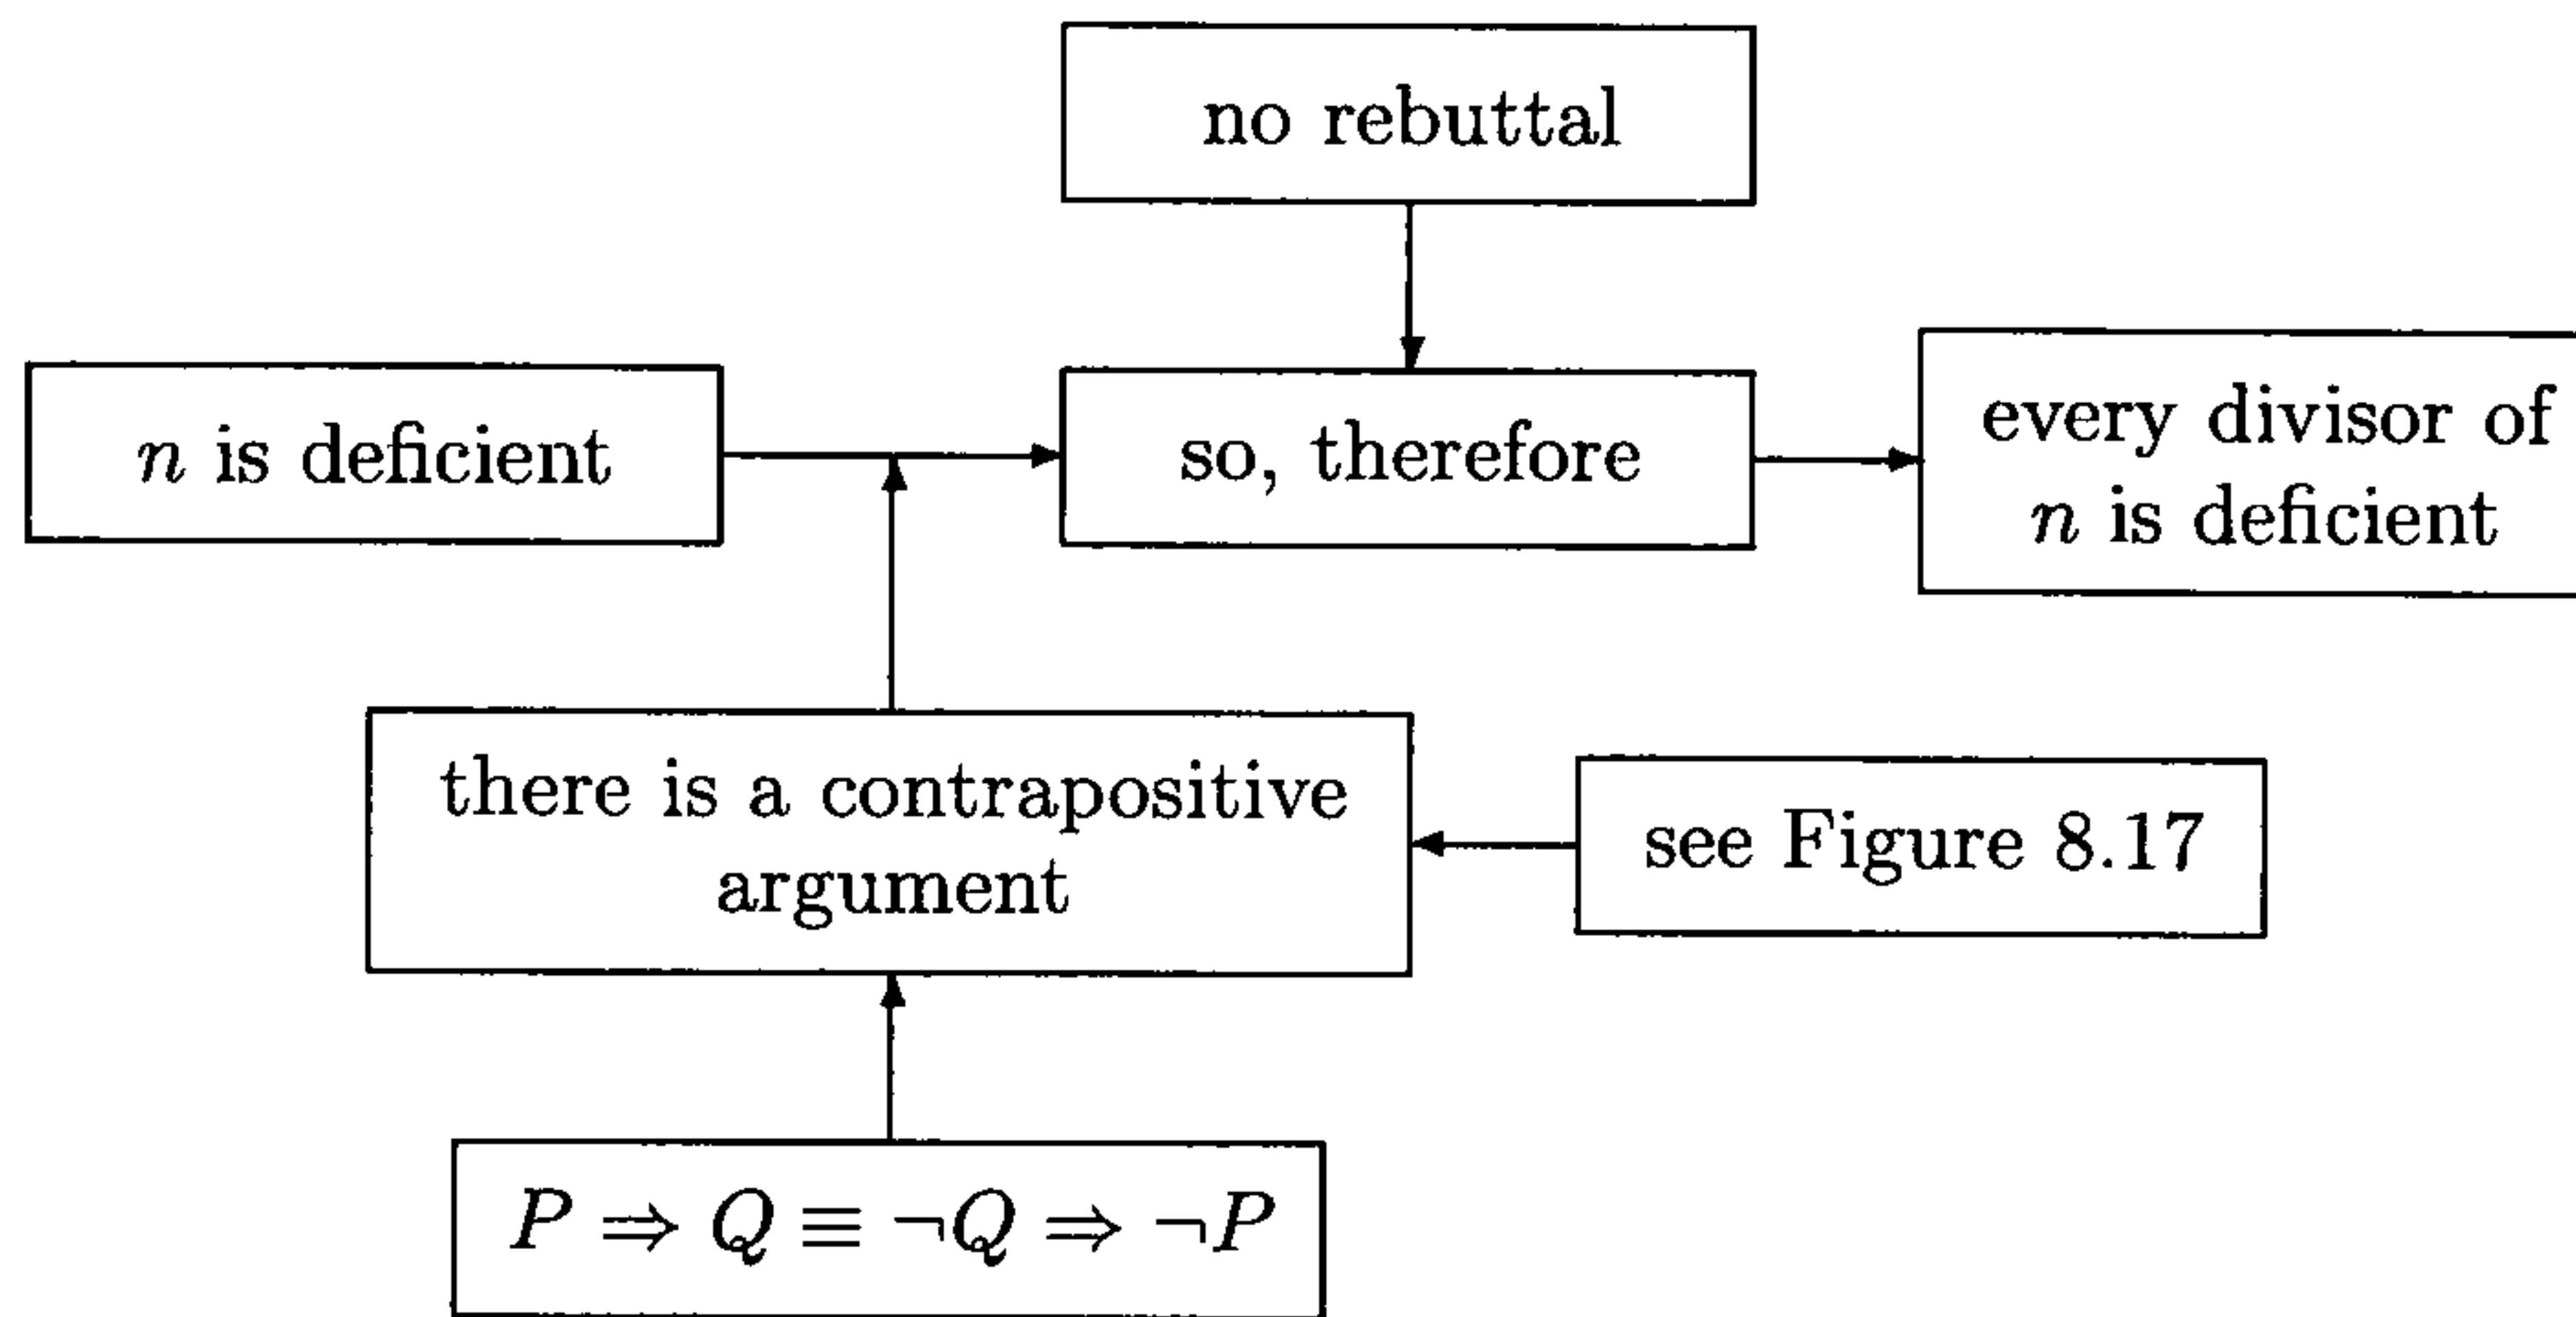 no rebuttal
n is deficient
so, therefore
every divisor of
n is deficient
there is a contrapositive
argument
see Figure 8.17
P ⇒ Q ≡ ¬Q ⇒ ¬P